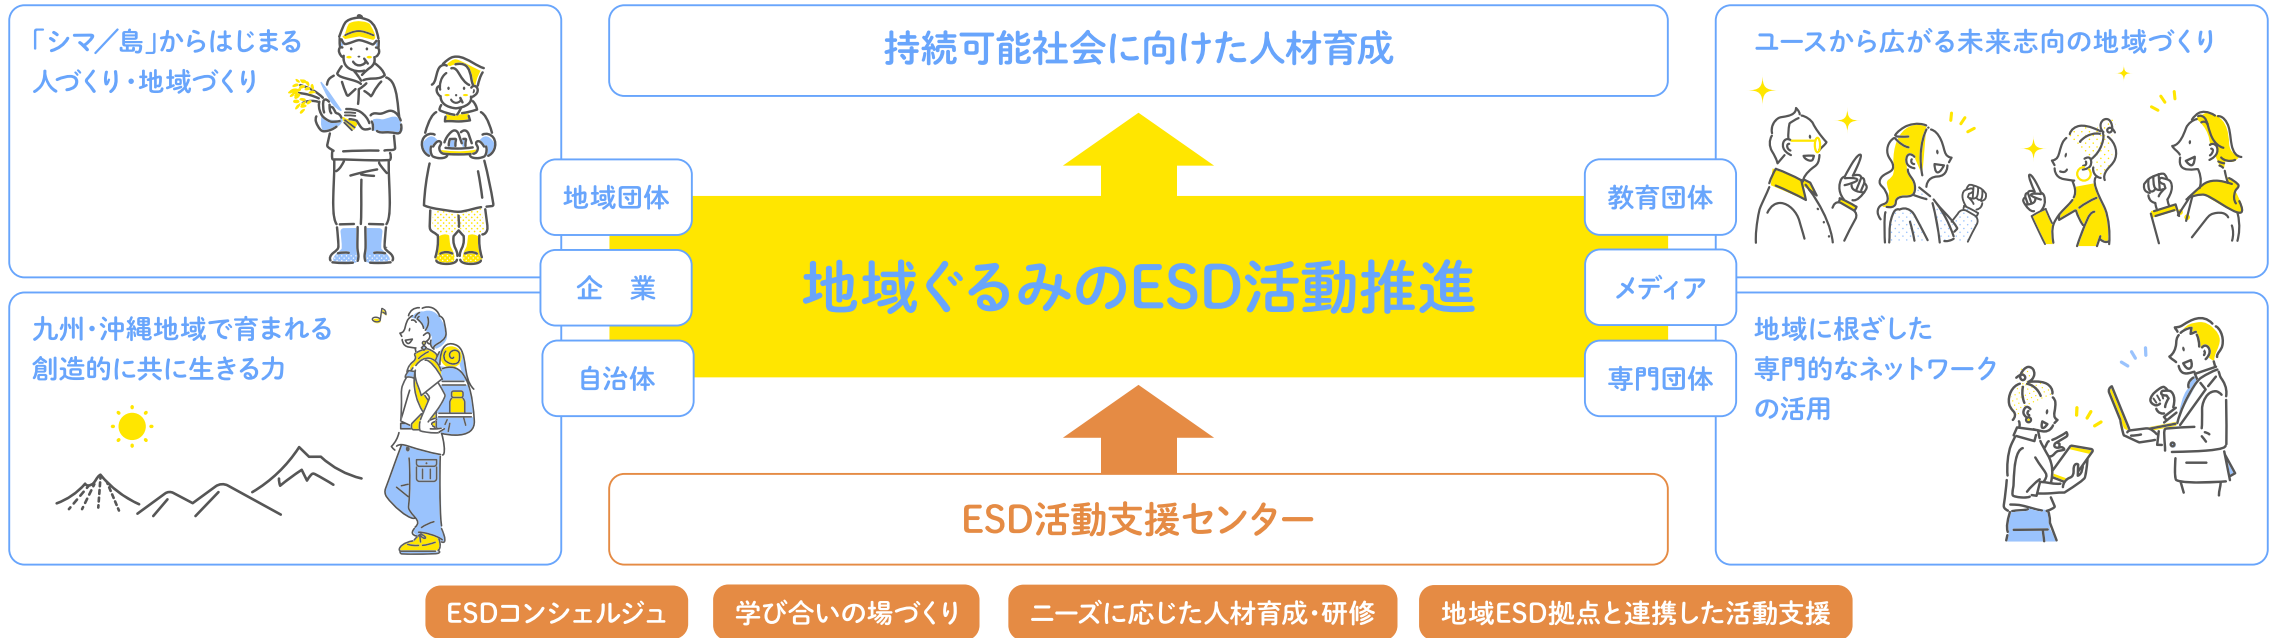 「シマ／島」からはじまる
人づくり・地域づくり
持続可能社会に向けた人材育成
ユースから広がる未来志向の地域づくり
地域団体
企　業
自治体
地域ぐるみのESD活動推進
教育団体
メディア
専門団体
九州・沖縄地域で育まれる
創造的に共に生きる力
地域に根ざした
専門的なネットワーク
の活用
ESD活動支援センター
ESDコンシェルジュ
学び合いの場づくり
ニーズに応じた人材育成・研修
地域ESD拠点と連携した活動支援